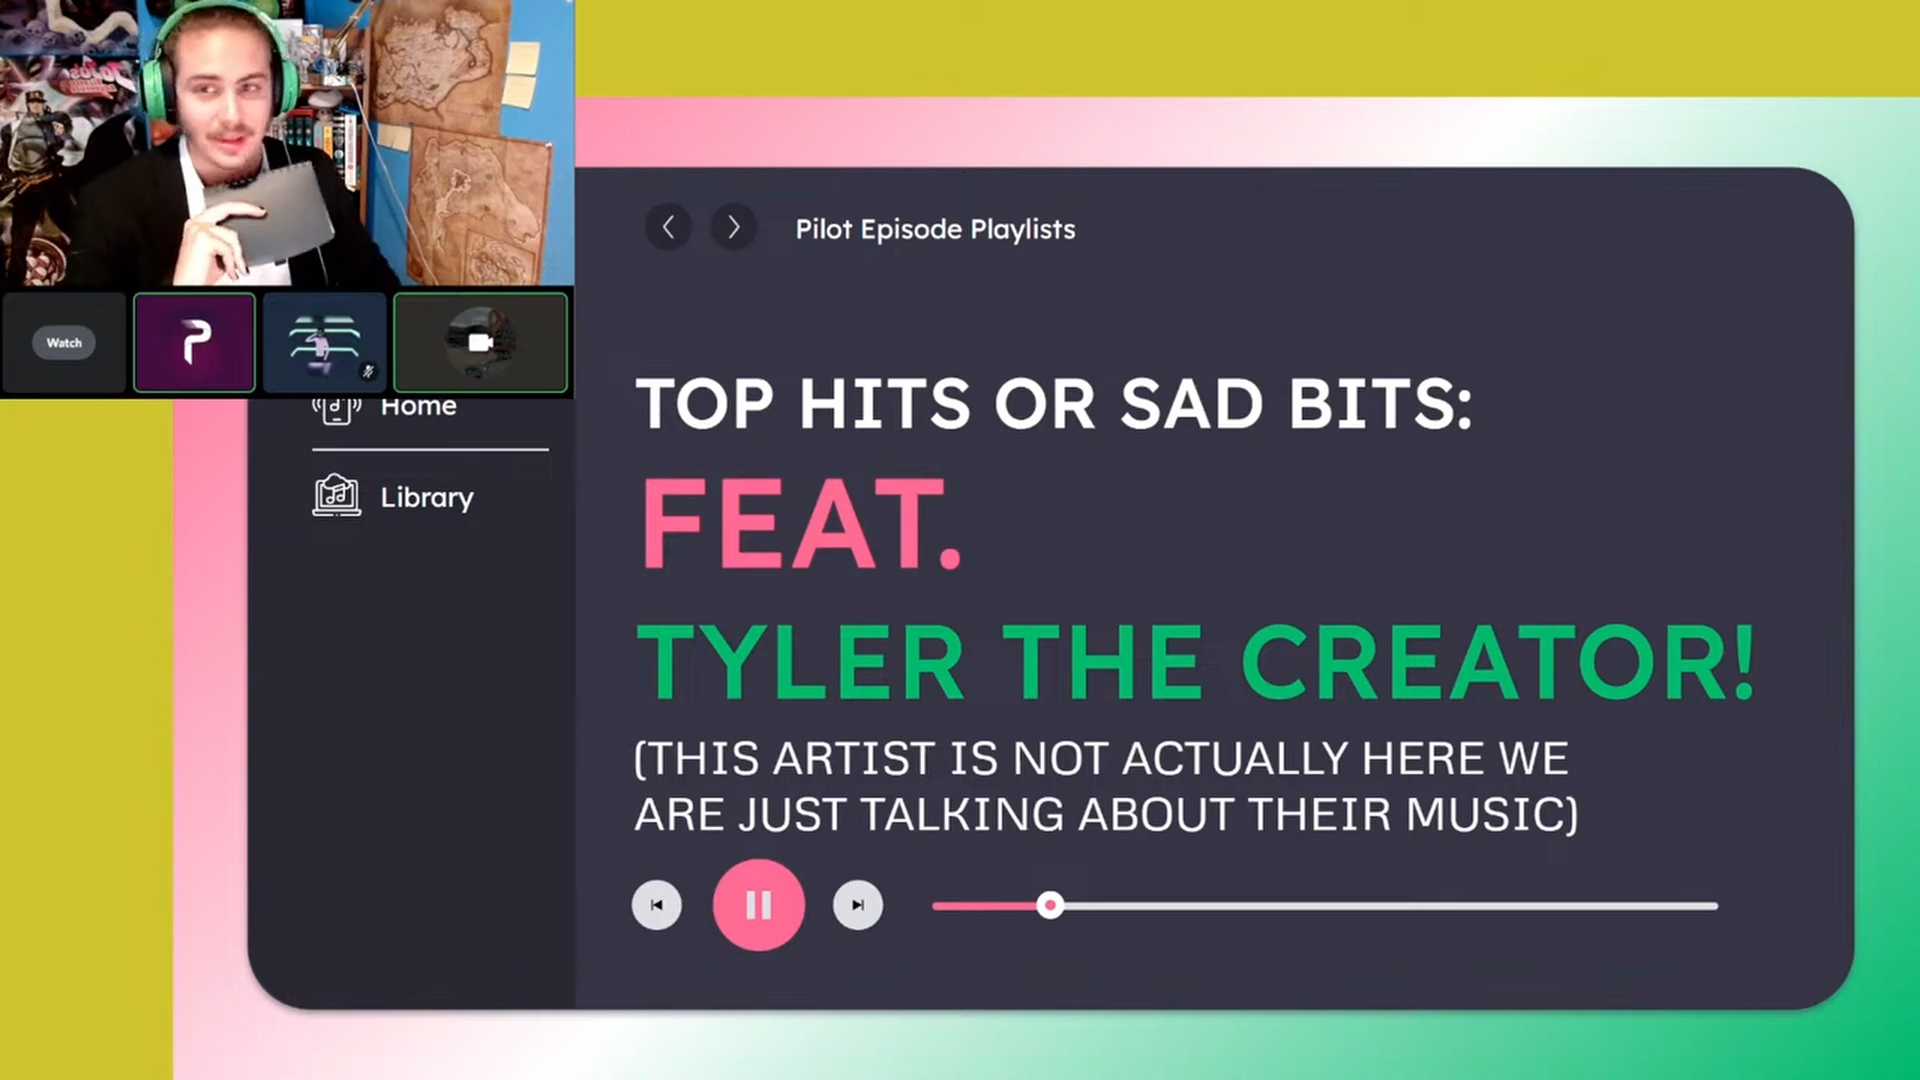 Watch
Home
Library
Pilot Episode Playlists
TOP HITS OR SAD BITS:
FEAT.
TYLER THE CREATOR!
(THIS ARTIST IS NOT ACTUALLY HERE WE
ARE JUST TALKING ABOUT THEIR MUSIC)